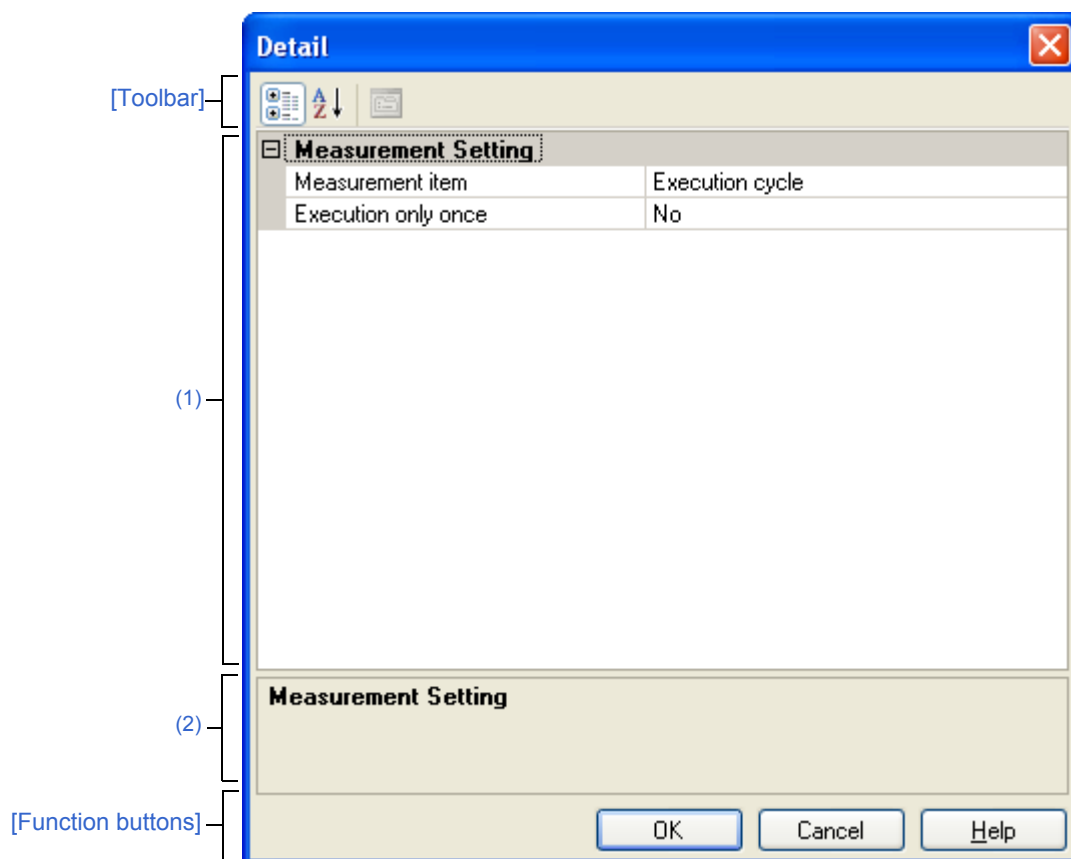 Detail
[Toolbar]
A
Z
Measurement Setting
Measurement item Execution cycle
Execution only once No
(1)
Measurement Setting
(2)
[Function buttons]
OK Cancel Help